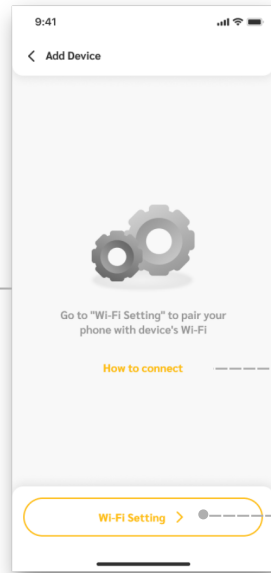 9:41
Add Device
Go to "Wi-Fi Setting" to pair your
phone with device's Wi-Fi
How to connect
Wi-Fi Setting